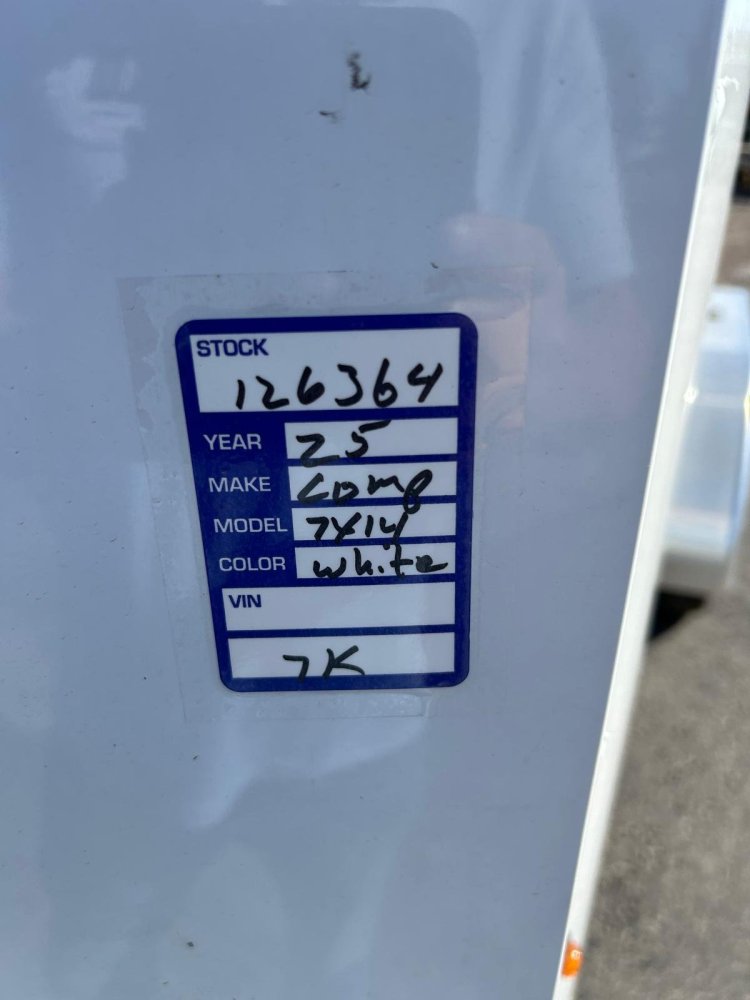 STOCK
126364
YEAR 25
MAKE Comp
MODEL 7X14
COLOR white
VIN
7K